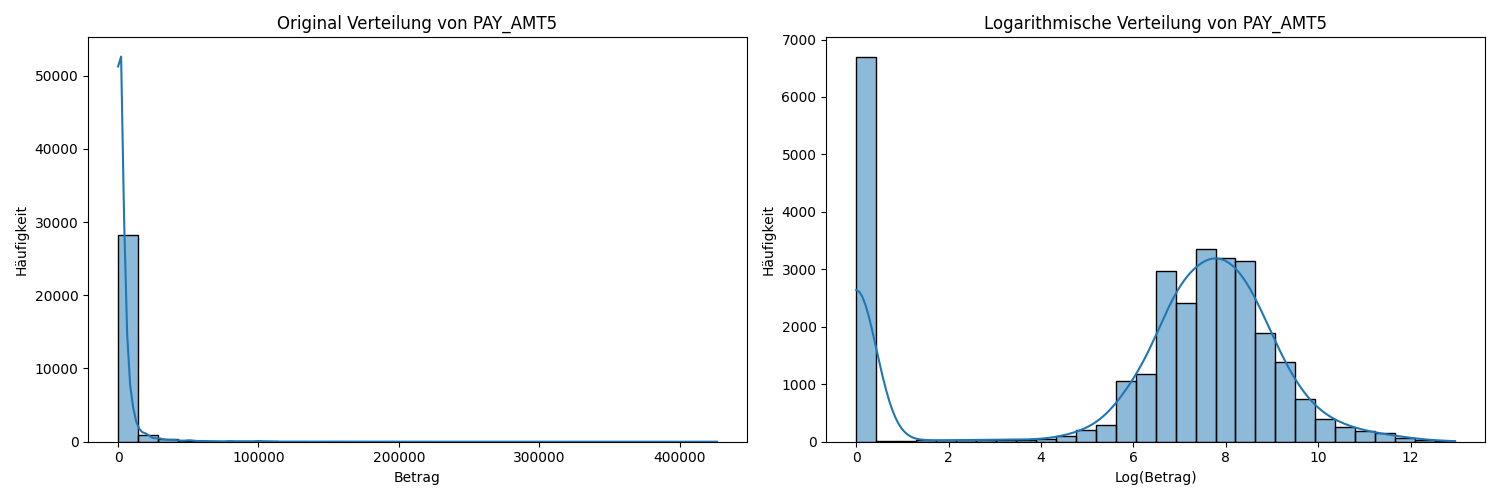 Original Verteilung von PAY_AMT5
Häufigkeit
50000
40000
30000
20000
10000
0
0 100000 200000 300000 400000
Betrag
Logarithmische Verteilung von PAY_AMT5
Häufigkeit
7000
6000
5000
4000
3000
2000
1000
0
0 2 4 6 8 10 12
Log(Betrag)